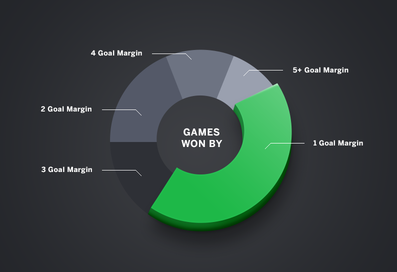 4 Goal Margin
5+ Goal Margin
2 Goal Margin
GAMES
WON BY
1 Goal Margin
3 Goal Margin